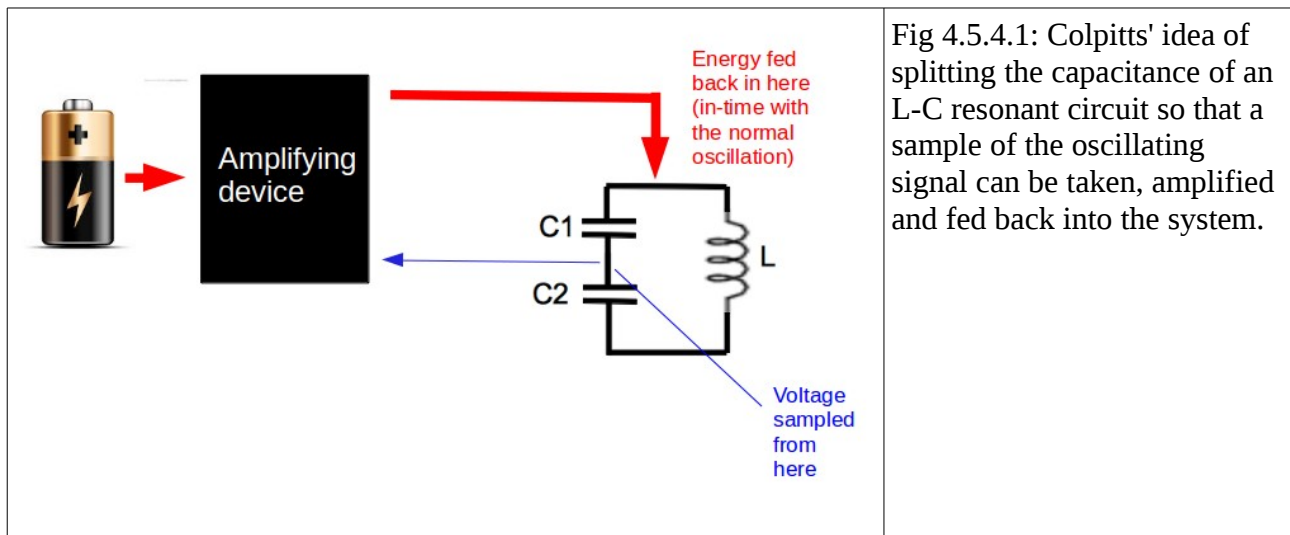 Energy fed
back in here
(in-time with
the normal
oscillation)
Amplifying
device
C1
L
C2
Voltage
sampled
from
here
Fig 4.5.4.1: Colpitts' idea of
splitting the capacitance of an
L-C resonant circuit so that a
sample of the oscillating
signal can be taken, amplified
and fed back into the system.